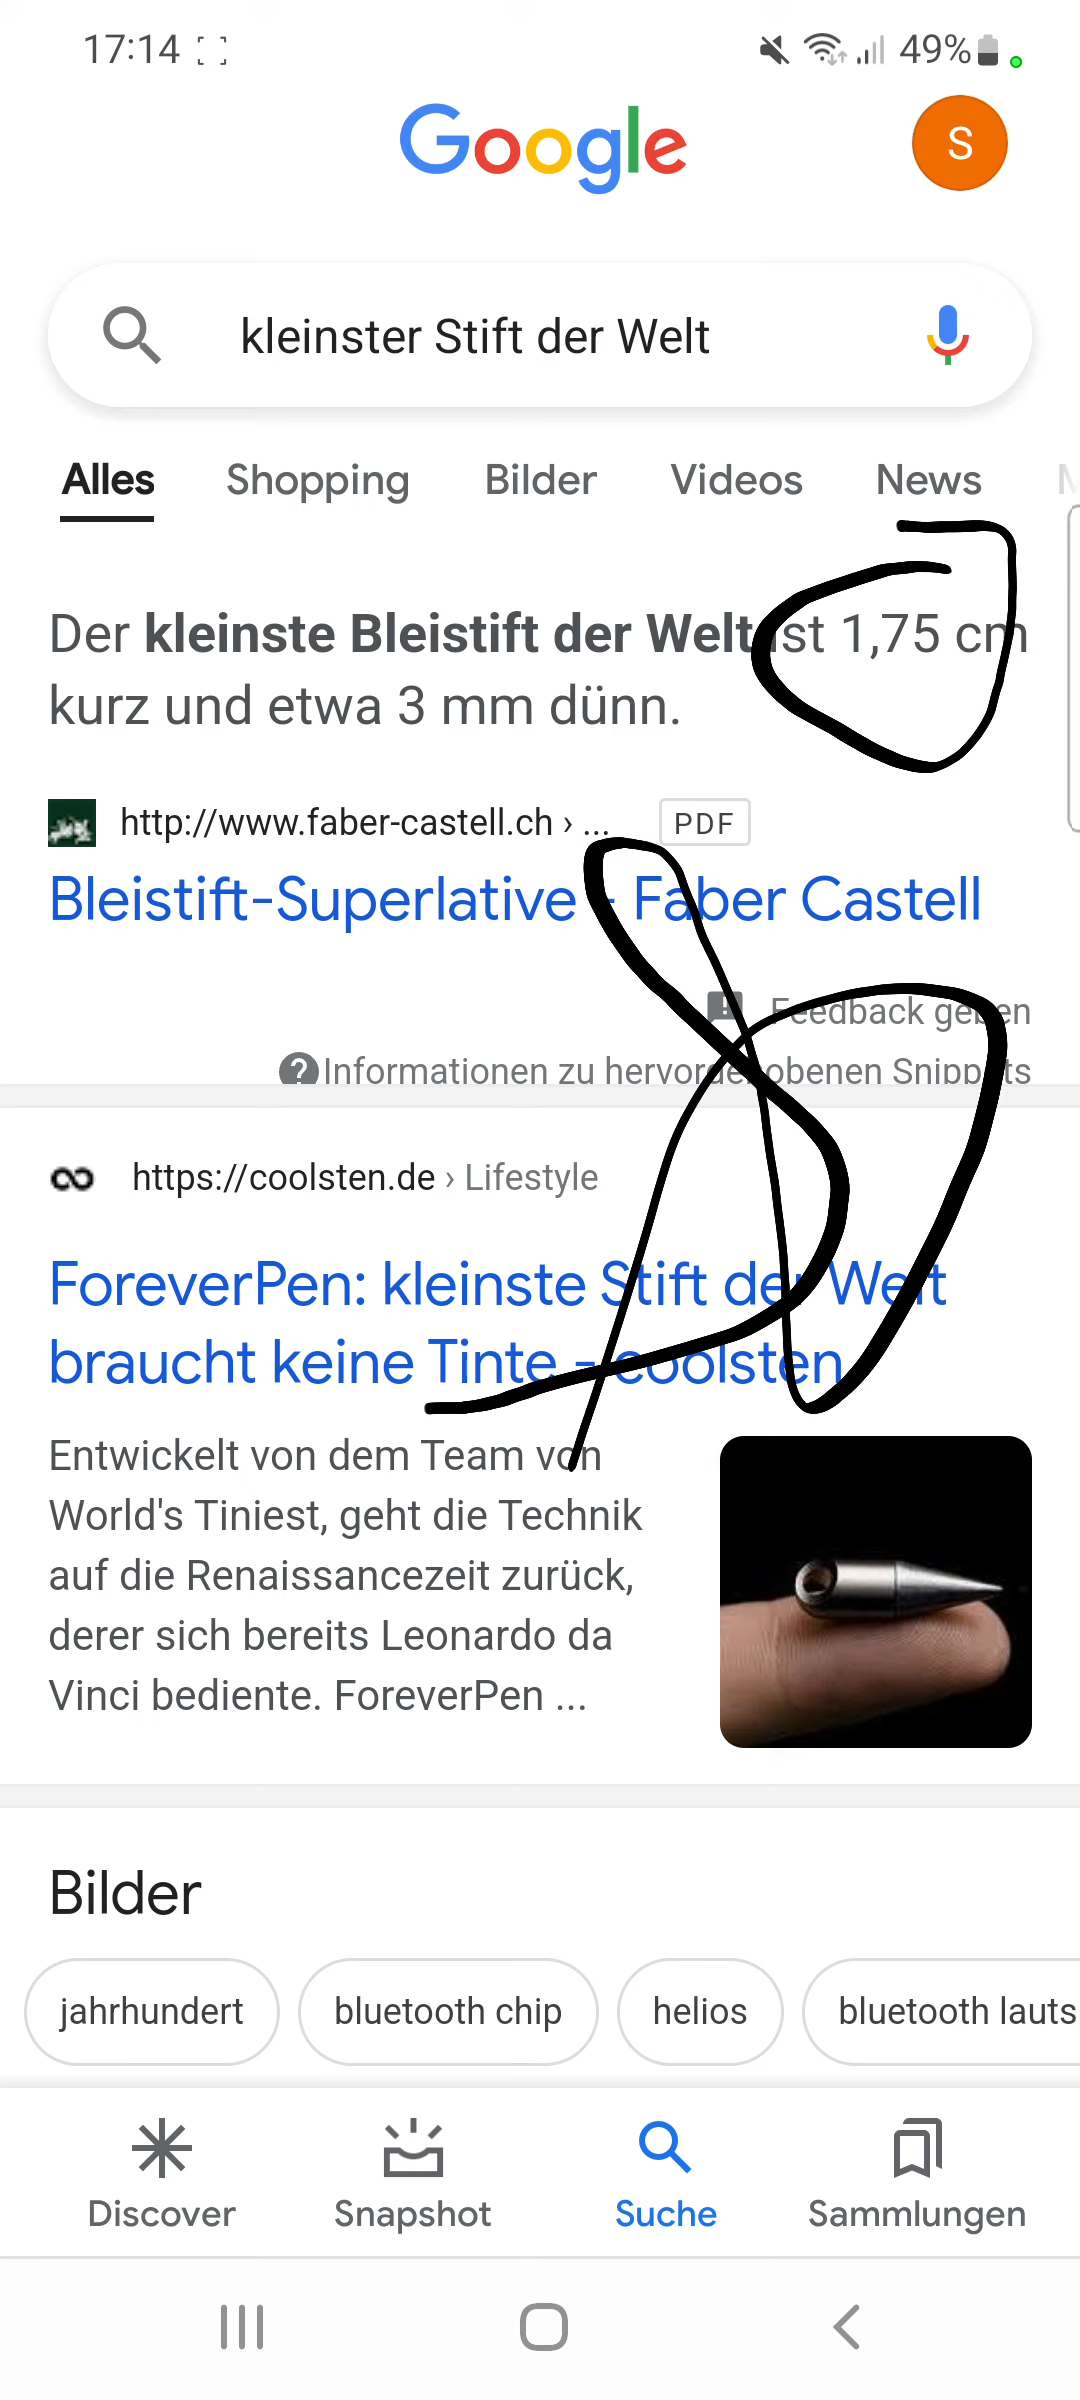 17:14
49%
Google
S
kleinster Stift der Welt
Alles Shopping Bilder Videos News
Der kleinste Bleistift der Welt ist 1,75 cm
kurz und etwa 3 mm dünn.
http://www.faber-castell.ch › ... PDF
Bleistift-Superlative - Faber Castell
Feedback geben
Informationen zu hervorgehobenen Snippets
https://coolsten.de › Lifestyle
ForeverPen: kleinste Stift der Welt
braucht keine Tinte - coolsten
Entwickelt von dem Team von
World's Tiniest, geht die Technik
auf die Renaissancezeit zurück,
derer sich bereits Leonardo da
Vinci bediente. ForeverPen ...
Bilder
jahrhundert bluetooth chip helios bluetooth lauts
Discover Snapshot Suche Sammlungen